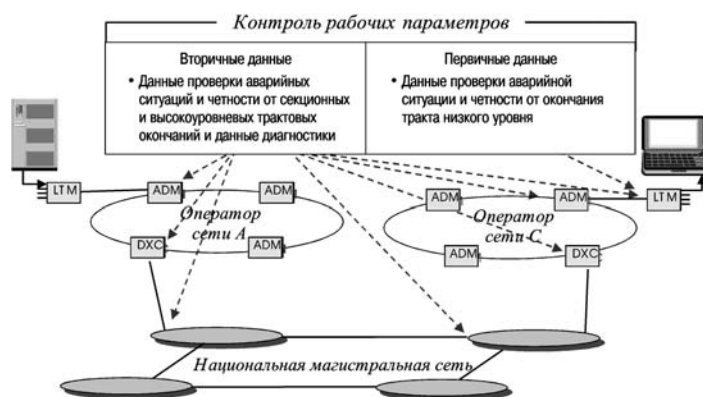 Контроль рабочих параметров
Вторичные данные
• Данные проверки аварийных
ситуаций и четности от секционных
и высокоуровневых трактовых
окончаний и данные диагностики
Первичные данные
• Данные проверки аварийной
ситуации и четности от окончания
тракта низкого уровня
LTM
ADM
ADM
Оператор
сети А
DXC
ADM
ADM
ADM
LTM
Оператор
сети С
ADM
DXC
Национальная магистральная сеть